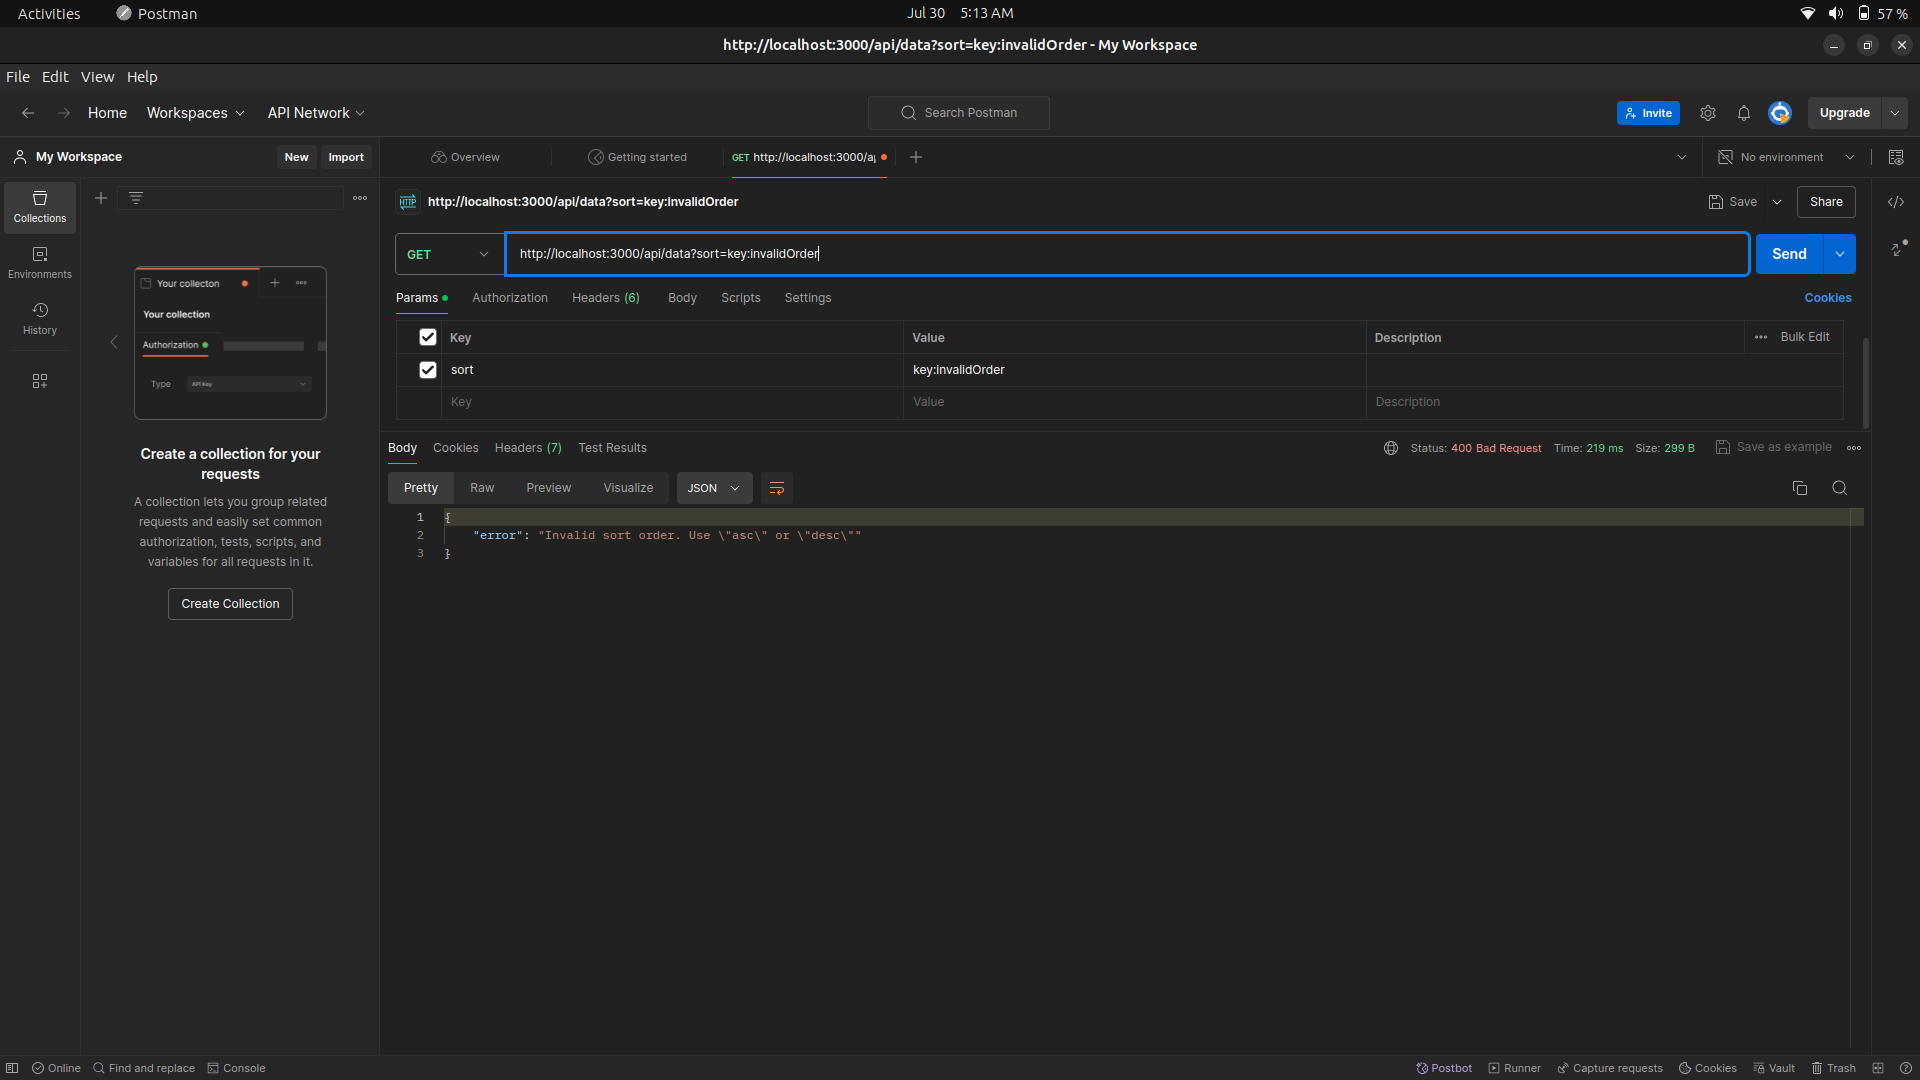 Activities Postman Jul 30 5:13 AM 57 %
http://localhost:3000/api/data?sort=key:invalidOrder - My Workspace
File Edit View Help
Home Workspaces API Network Search Postman Invite Upgrade
My Workspace New Import Overview Getting started GET http://localhost:3000/ap No environment
Collections
Environments
History
Your collecton
Your collection
Authorization
Type API Key
Create a collection for your
requests
A collection lets you group related
requests and easily set common
authorization, tests, scripts, and
variables for all requests in it.
Create Collection
HTTP http://localhost:3000/api/data?sort=key:invalidOrder Save Share
GET http://localhost:3000/api/data?sort=key:invalidOrder Send
Params Authorization Headers (6) Body Scripts Settings Cookies
Key Value Description Bulk Edit
sort key:invalidOrder
Key Value Description
Body Cookies Headers (7) Test Results Status: 400 Bad Request Time: 219 ms Size: 299 B Save as example
Pretty Raw Preview Visualize JSON
1 {
2 "error": "Invalid sort order. Use \"asc\" or \"desc\""
3 }
Online Find and replace Console Postbot Runner Capture requests Cookies Vault Trash